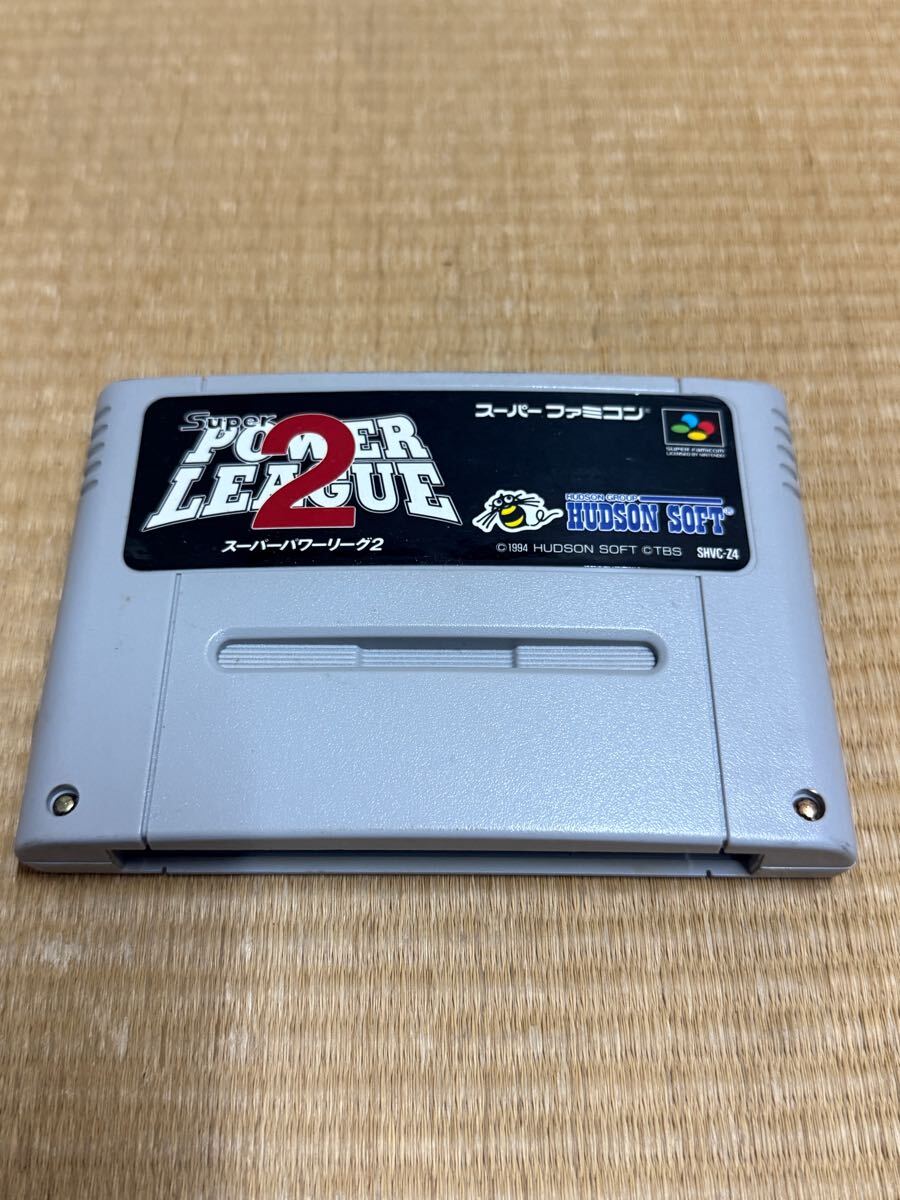 Super
POWER
LEAGUE
2
スーパーパワーリーグ2
スーパーファミコン®
SUPER FAMICOM
LICENSED BY NINTENDO
HUDSON GROUP
HUDSON SOFT®
©1994 HUDSON SOFT ©TBS SHVC-Z4